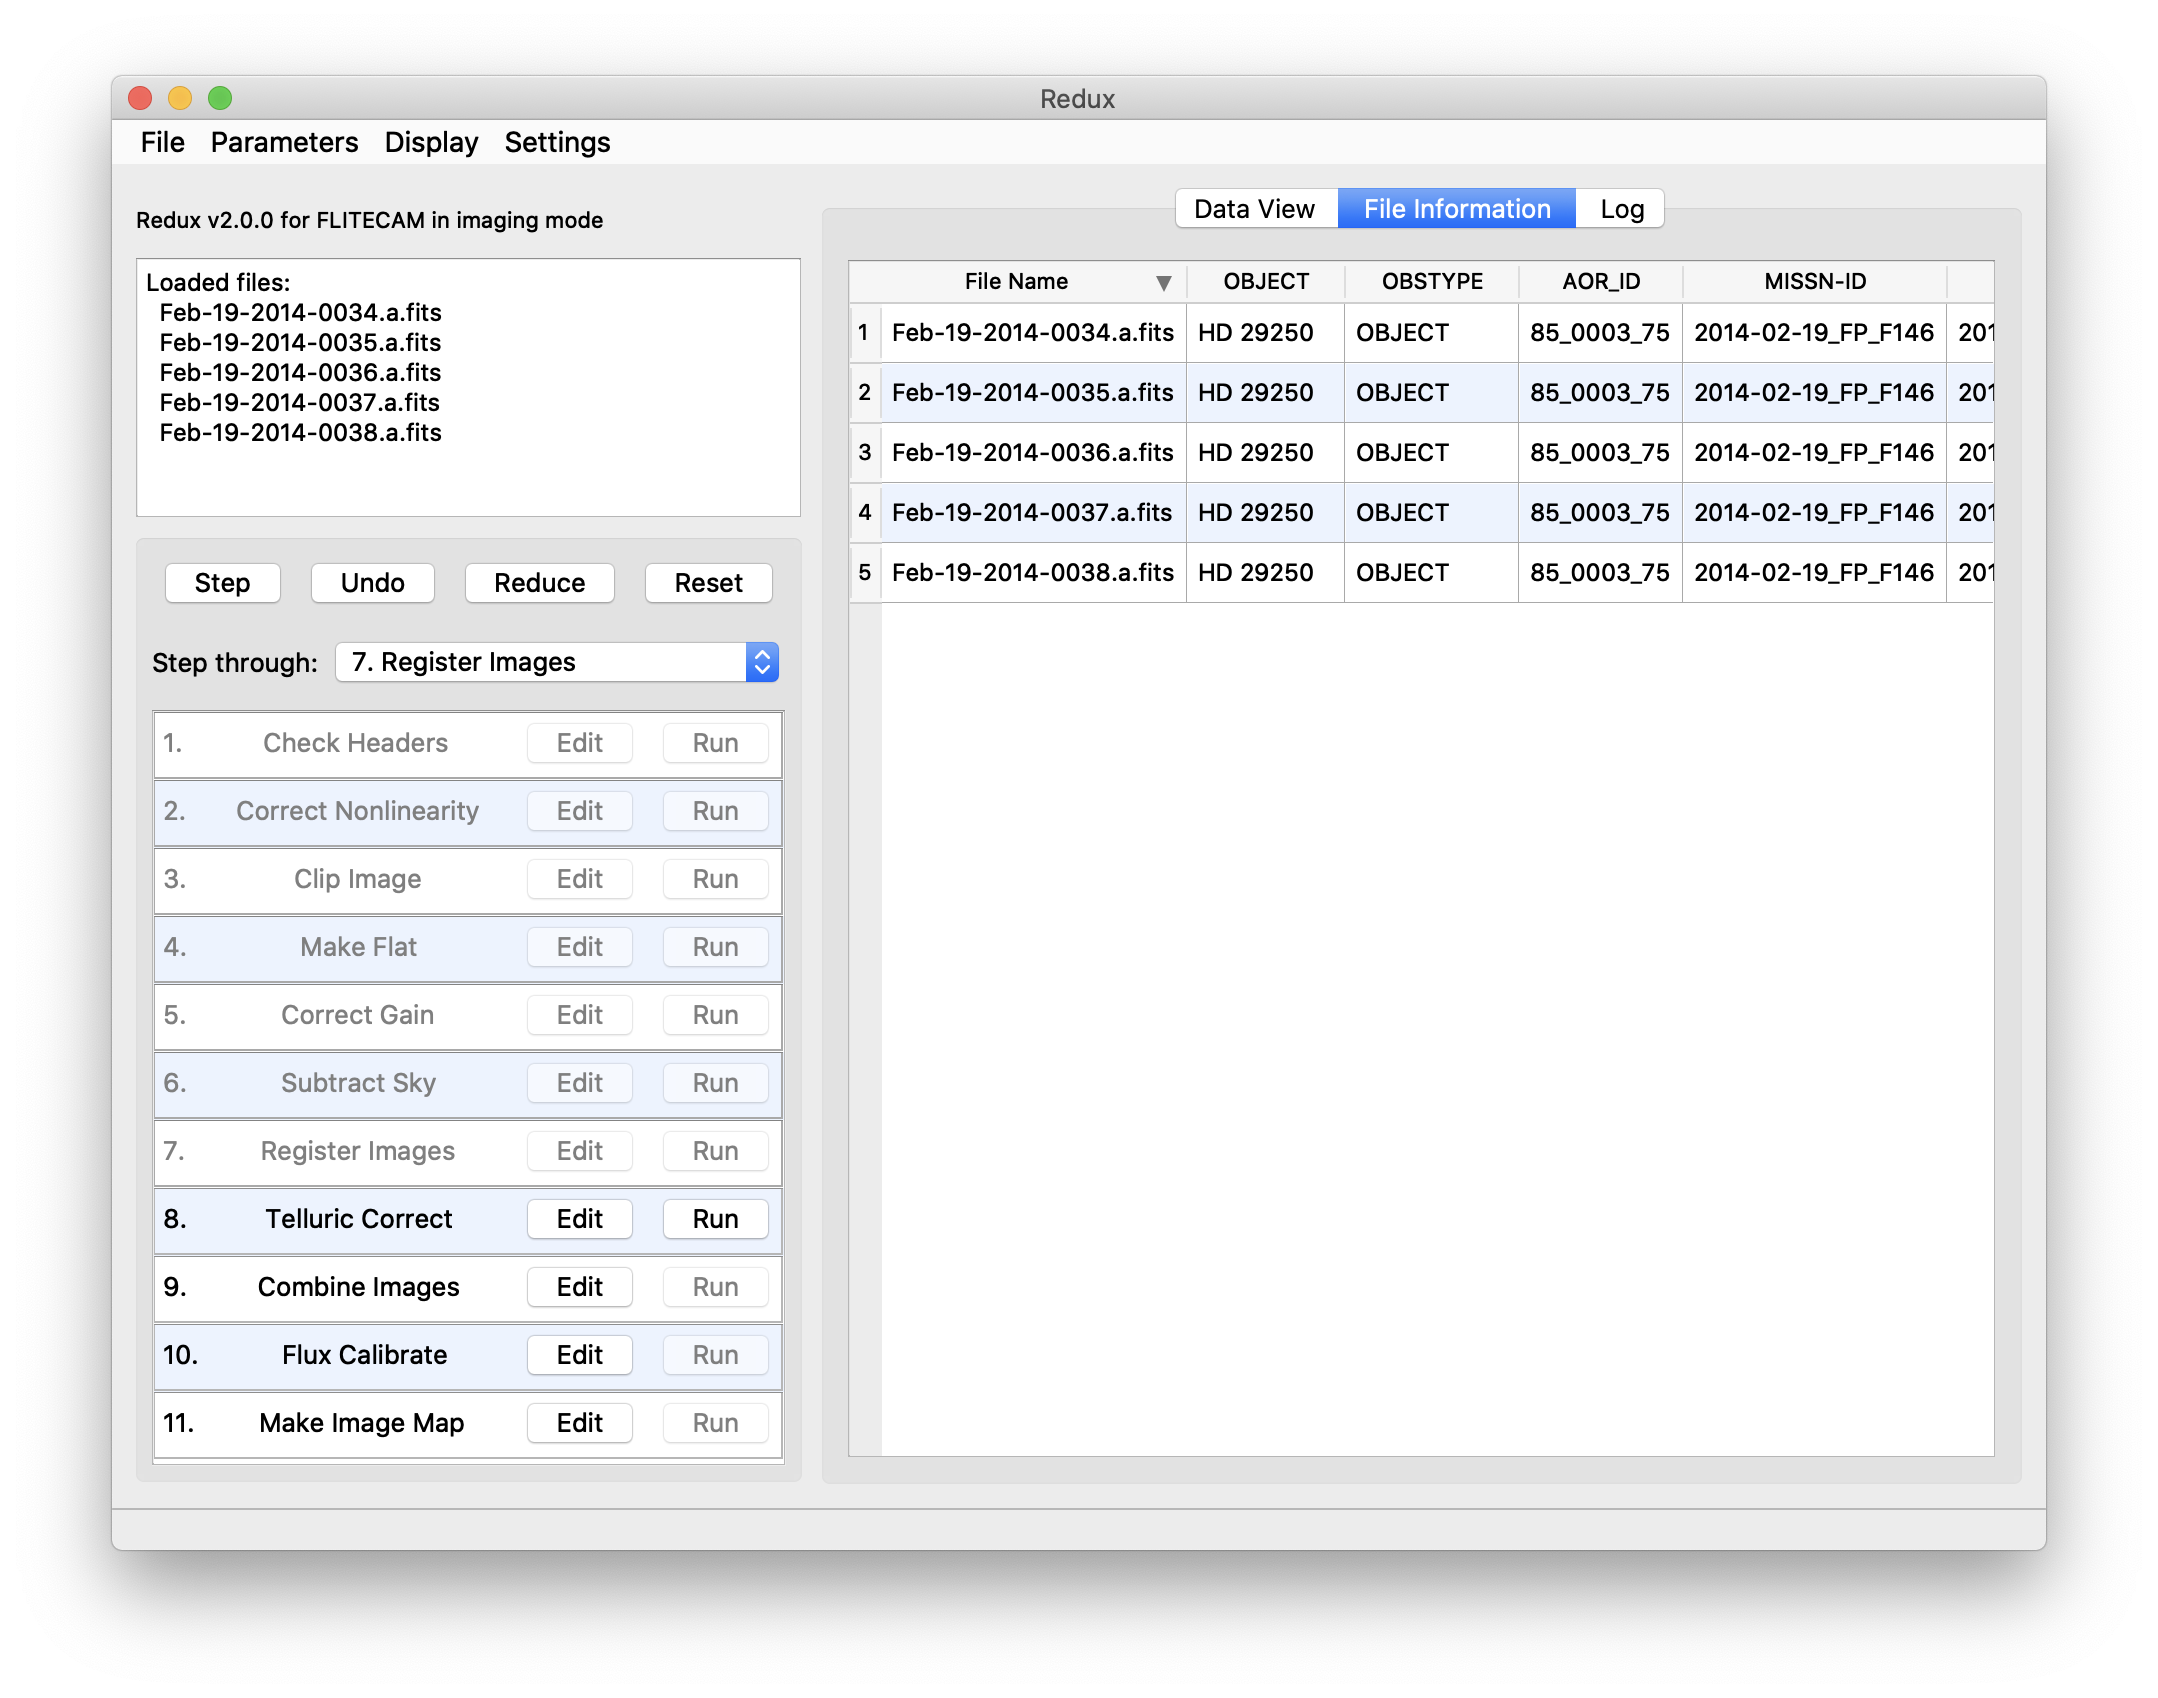 Redux
File Parameters Display Settings
Redux v2.0.0 for FLITECAM in imaging mode
Loaded files:
Feb-19-2014-0034.a.fits
Feb-19-2014-0035.a.fits
Feb-19-2014-0036.a.fits
Feb-19-2014-0037.a.fits
Feb-19-2014-0038.a.fits
Step Undo Reduce Reset
Step through: 7. Register Images
1. Check Headers Edit Run
2. Correct Nonlinearity Edit Run
3. Clip Image Edit Run
4. Make Flat Edit Run
5. Correct Gain Edit Run
6. Subtract Sky Edit Run
7. Register Images Edit Run
8. Telluric Correct Edit Run
9. Combine Images Edit Run
10. Flux Calibrate Edit Run
11. Make Image Map Edit Run
Data View File Information Log
File Name OBJECT OBSTYPE AOR_ID MISSN-ID
1 Feb-19-2014-0034.a.fits HD 29250 OBJECT 85_0003_75 2014-02-19_FP_F146 201
2 Feb-19-2014-0035.a.fits HD 29250 OBJECT 85_0003_75 2014-02-19_FP_F146 201
3 Feb-19-2014-0036.a.fits HD 29250 OBJECT 85_0003_75 2014-02-19_FP_F146 201
4 Feb-19-2014-0037.a.fits HD 29250 OBJECT 85_0003_75 2014-02-19_FP_F146 201
5 Feb-19-2014-0038.a.fits HD 29250 OBJECT 85_0003_75 2014-02-19_FP_F146 201